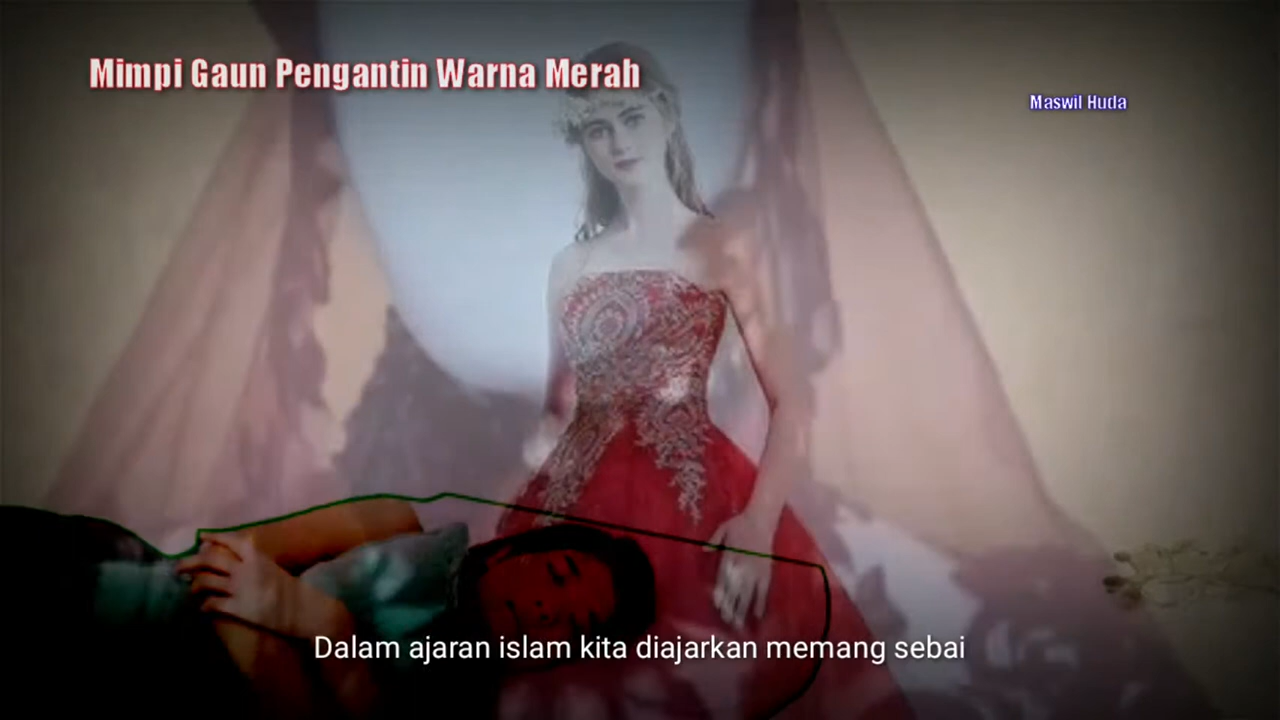 Mimpi Gaun Pengantin Warna Merah
Maswil Huda
Dalam ajaran islam kita diajarkan memang sebai